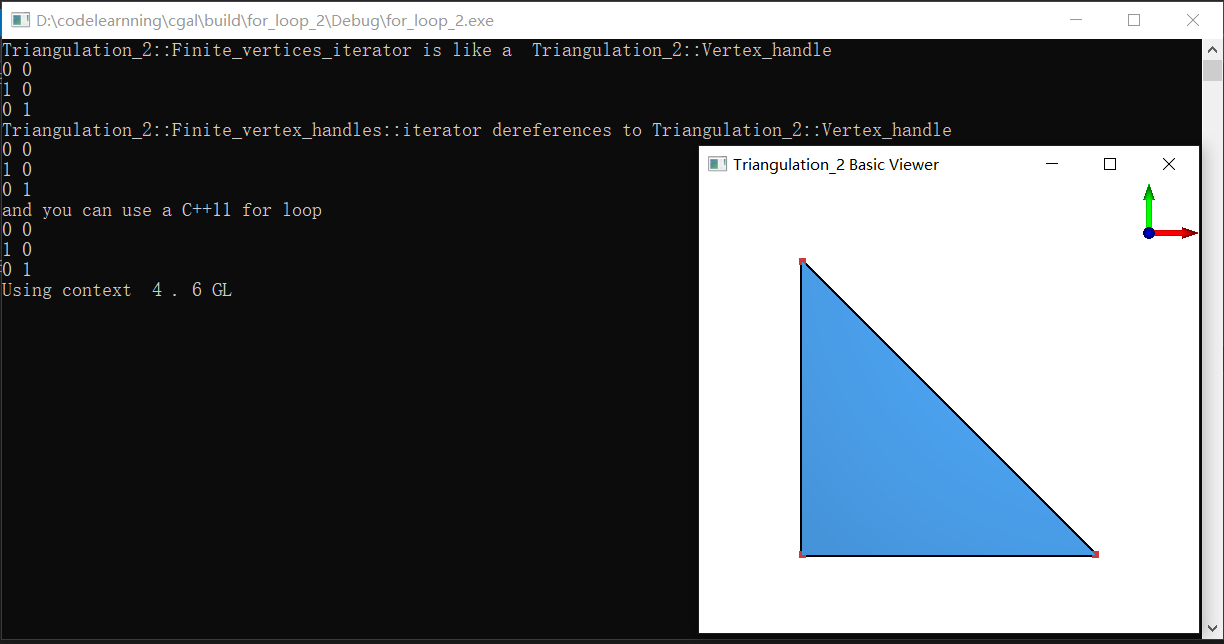 D:\codelearnning\cgal\build\for_loop_2\Debug\for_loop_2.exe
Triangulation_2::Finite_vertices_iterator is like a  Triangulation_2::Vertex_handle
0 0
1 0
0 1
Triangulation_2::Finite_vertex_handles::iterator dereferences to Triangulation_2::Vertex_handle
0 0
1 0
0 1
and you can use a C++11 for loop
0 0
1 0
0 1
Using context  4 . 6 GL
Triangulation_2 Basic Viewer